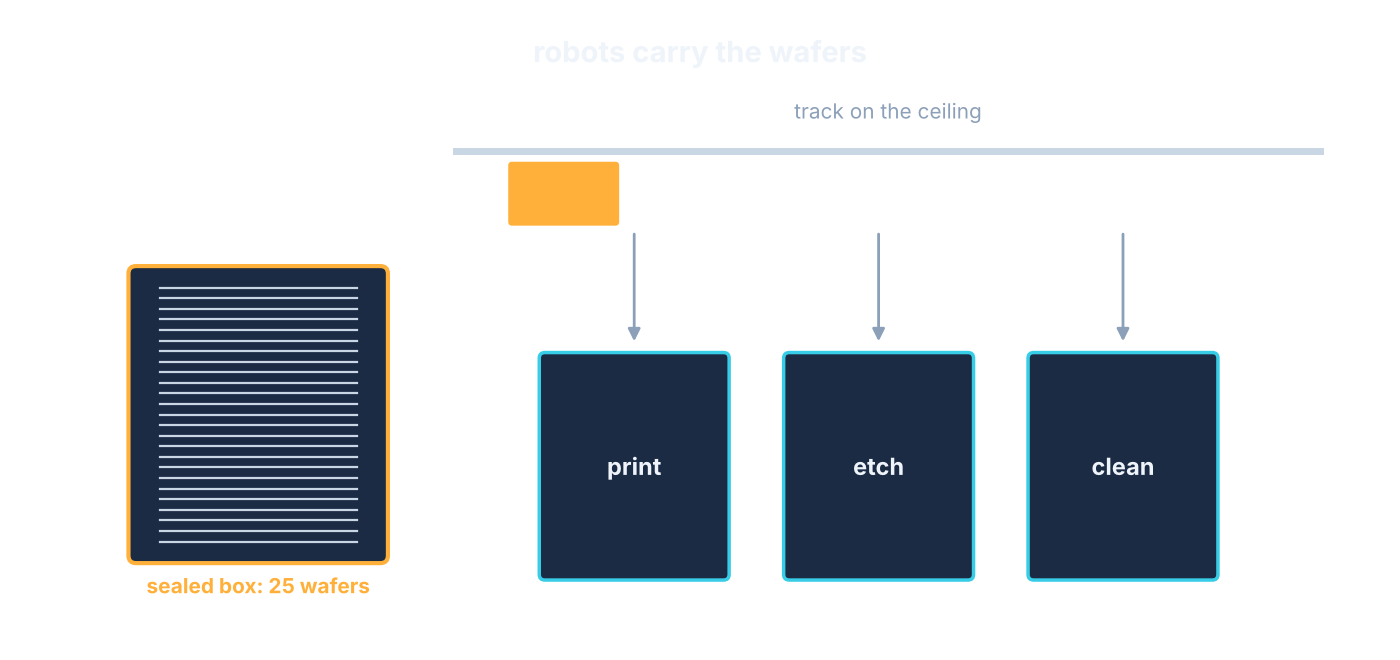 robots carry the wafers
track on the ceiling
print
etch
clean
sealed box: 25 wafers